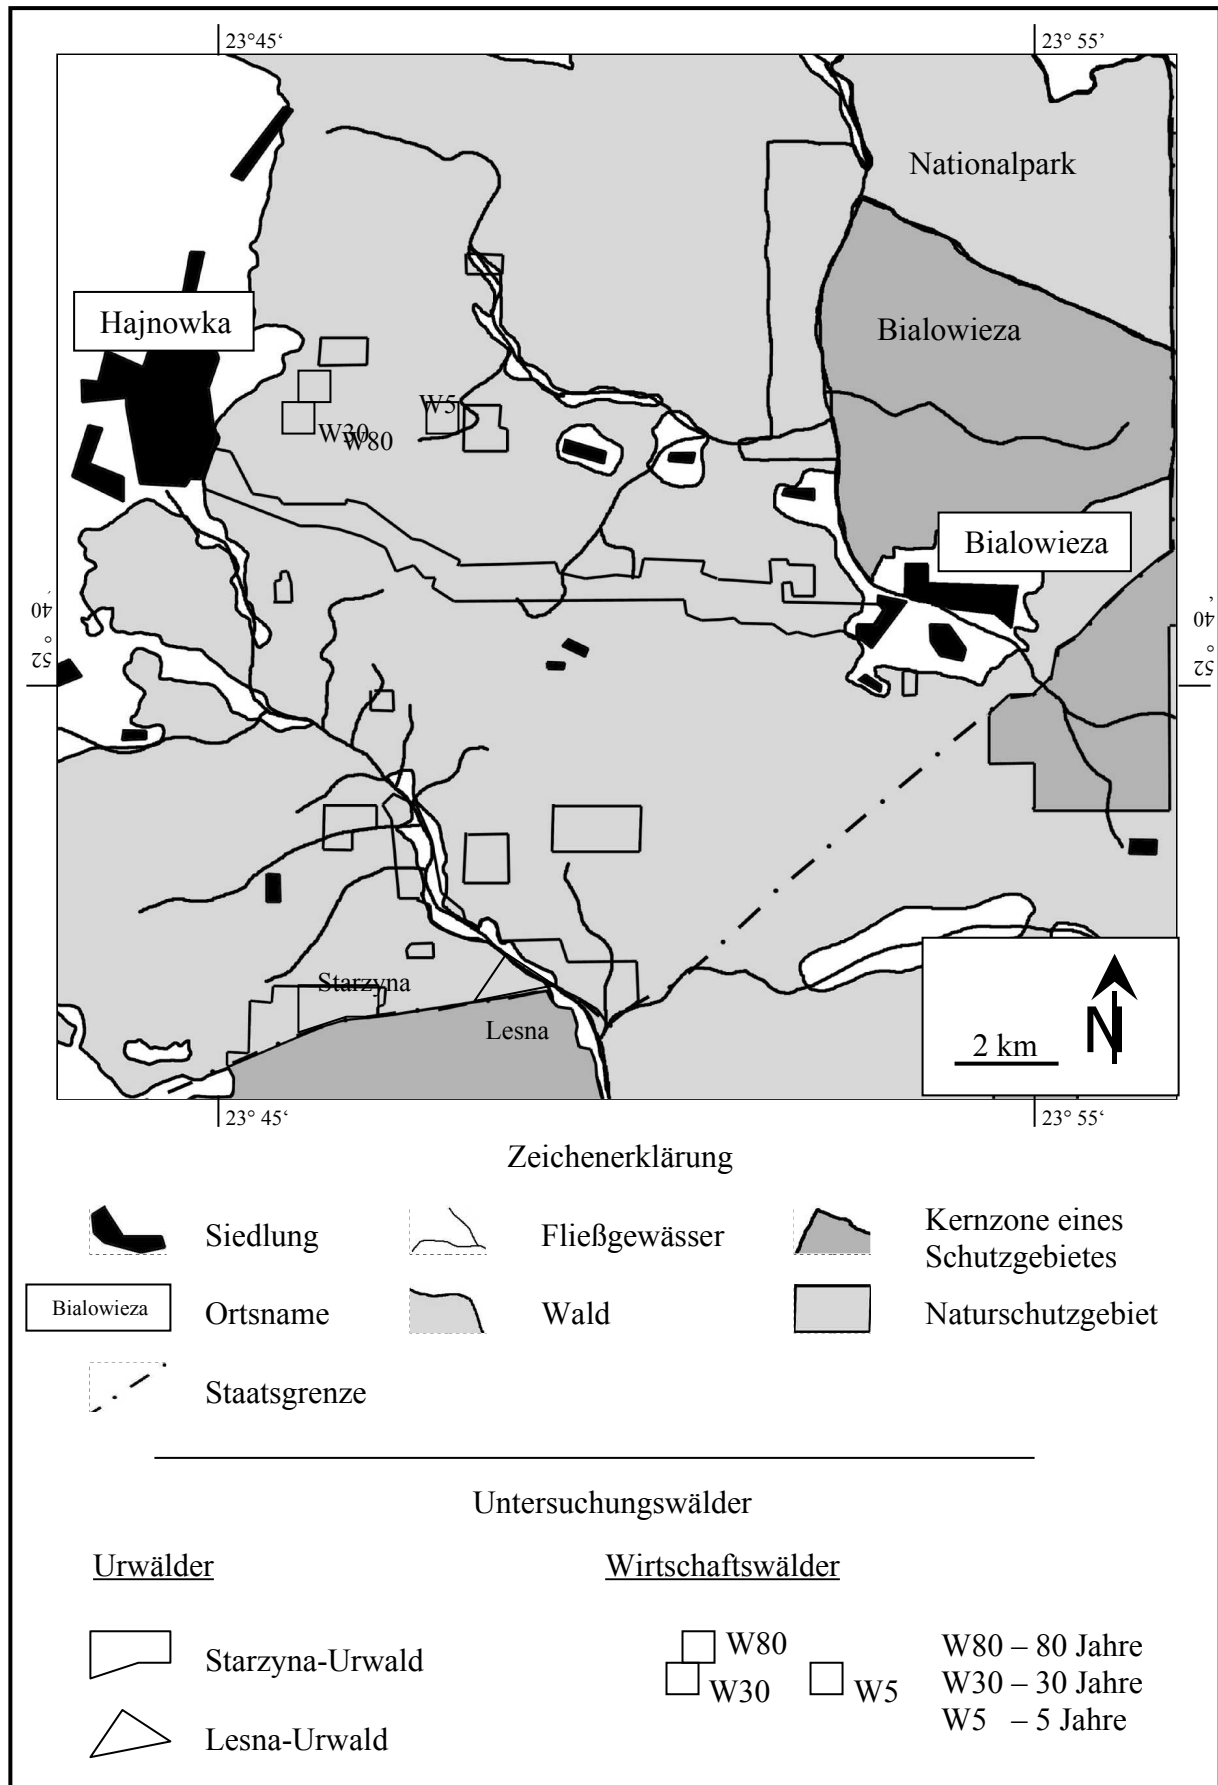 23°45‘
23° 55’
Nationalpark
Hajnowka
Bialowieza
W5
W30
W80
Bialowieza
52 ° 40 ‘
52 ° 40 ‘
Starzyna
Lesna
N
2 km
23° 45‘
23° 55‘
Zeichenerklärung
Siedlung
Fließgewässer
Kernzone eines
Schutzgebietes
Bialowieza
Ortsname
Wald
Naturschutzgebiet
Staatsgrenze
Untersuchungswälder
Urwälder
Wirtschaftswälder
Starzyna-Urwald
W80
W30
W5
W80 – 80 Jahre
W30 – 30 Jahre
W5 – 5 Jahre
Lesna-Urwald